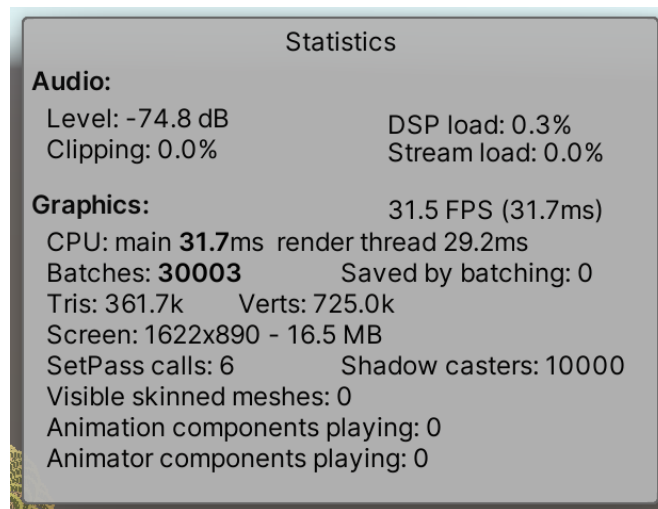 Statistics
Audio:
Level: -74.8 dB DSP load: 0.3%
Clipping: 0.0% Stream load: 0.0%
Graphics: 31.5 FPS (31.7ms)
CPU: main 31.7ms render thread 29.2ms
Batches: 30003 Saved by batching: 0
Tris: 361.7k Verts: 725.0k
Screen: 1622x890 - 16.5 MB
SetPass calls: 6 Shadow casters: 10000
Visible skinned meshes: 0
Animation components playing: 0
Animator components playing: 0